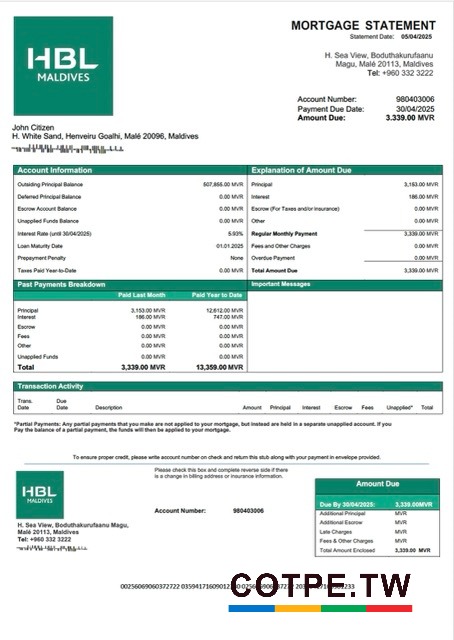 HBL
MALDIVES
MORTGAGE STATEMENT
Statement Date: 05/04/2025
H. Sea View, Boduthakurufaanu
Magu, Malé 20113, Maldives
Tel: +960 332 3222
Account Number: 980403006
Payment Due Date: 30/04/2025
Amount Due: 3.339.00 MVR
John Citizen
H. White Sand, Henveiru Goalhi, Malé 20096, Maldives
Account Information
Outsiding Principal Balance 507,855.00 MVR
Deferred Principal Balance 0.00 MVR
Escrow Account Balance 0.00 MVR
Unapplied Funds Balance 0.00 MVR
Interest Rate (until 30/04/2025) 5.93%
Loan Maturity Date 01.01.2025
Prepayment Penalty None
Taxes Paid Year-to-Date 0.00 MVR
Explanation of Amount Due
Principal 3,153.00 MVR
Interest 186.00 MVR
Escrow (For Taxes and/or Insurance) 0.00 MVR
Other 0.00 MVR
Regular Monthly Payment 3,339.00 MVR
Fees and Other Charges 0.00 MVR
Overdue Payment 0.00 MVR
Total Amount Due 3,339.00 MVR
Past Payments Breakdown
Paid Last Month Paid Year to Date
Principal 3,153.00 MVR 12,612.00 MVR
Interest 186.00 MVR 747.00 MVR
Escrow 0.00 MVR 0.00 MVR
Fees 0.00 MVR 0.00 MVR
Other 0.00 MVR 0.00 MVR
Unapplied Funds 0.00 MVR 0.00 MVR
Total 3,339.00 MVR 13,359.00 MVR
Important Messages
Transaction Activity
Trans. Date Due Date Description Amount Principal Interest Escrow Fees Unapplied* Total
*Partial Payments: Any partial payments that you make are not applied to your mortgage, but instead are held in a separate unapplied account. If you
Pay the balance of a partial payment, the funds will then be applied to your mortgage.
To ensure proper credit, please write account number on check and return this stub along with your payment in envelope provided.
HBL
MALDIVES
Please check this box and complete reverse side if there
is a change in billing address or insurance information.
Account Number: 980403006
H. Sea View, Boduthakurufaanu Magu,
Malé 20113, Maldives
Tel: +960 332 3222
Amount Due
Due By 30/04/2025: 3,339.00MVR
Additional Principal MVR
Additional Escrow MVR
Late Charges MVR
Fees & Other Charges MVR
Total Amount Enclosed 3,339.00 MVR
COTPE.TW